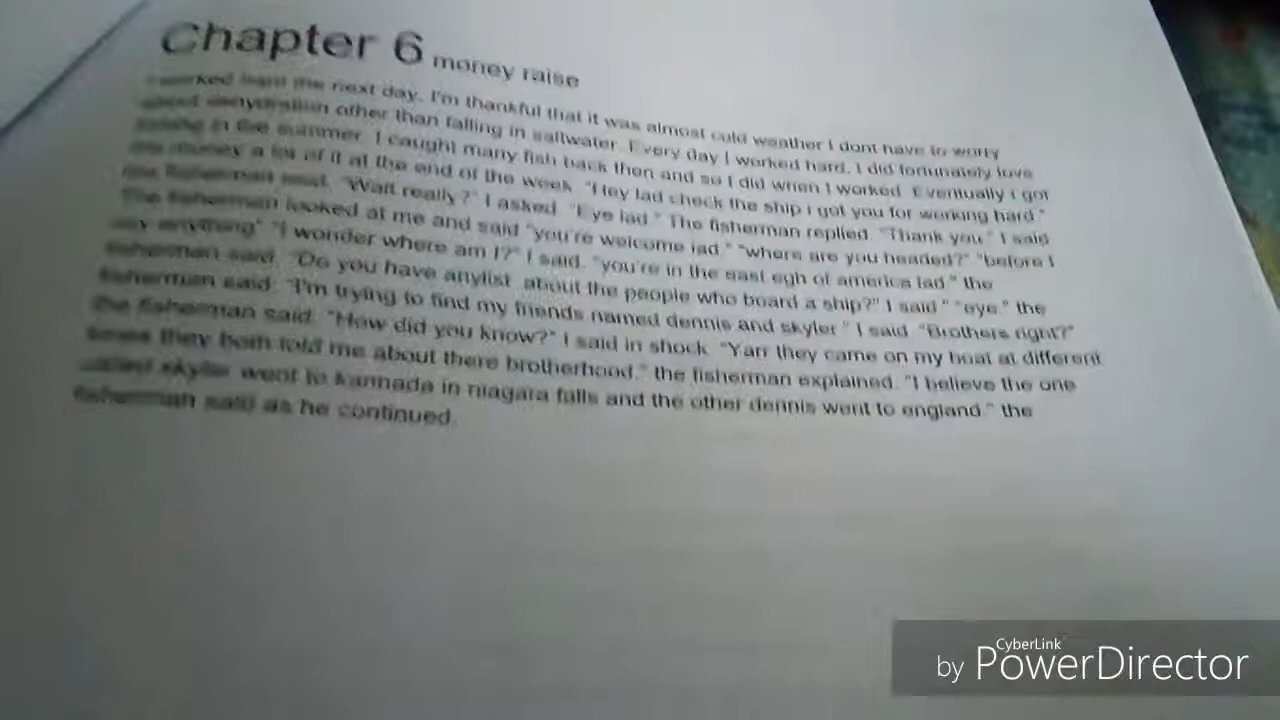 Chapter 6 money raise
I worked hard the next day. I'm thankful that it was almost cold weather I dont have to worry
about dehydration other than falling in saltwater. Every day I worked hard. I did fortunately love
fishing in the summer. I caught many fish back then and so I did when I worked. Eventually i got
money a lot of it at the end of the week. "Hey lad check the ship i got you for working hard."
the fisherman said. "Wait really?" I asked. "Eye lad." The fisherman replied. "Thank you." I said
The fisherman looked at me and said "you're welcome lad." "where are you headed?" "before I
say anything" "I wonder where am I?" I said. "you're in the east egh of america lad." the
fisherman said. "Do you have anylist about the people who board a ship?" I said " "eye." the
fisherman said. "I'm trying to find my friends named dennis and skyler." I said. "Brothers right?"
the fisherman said. "How did you know?" I said in shock. "Yarr they came on my boat at different
times they both told me about there brotherhood." the fisherman explained. "I believe the one
skyller went to kannada in niagara falls and the other dennis went to england." the
fisherman said as he continued.
CyberLink
by PowerDirector